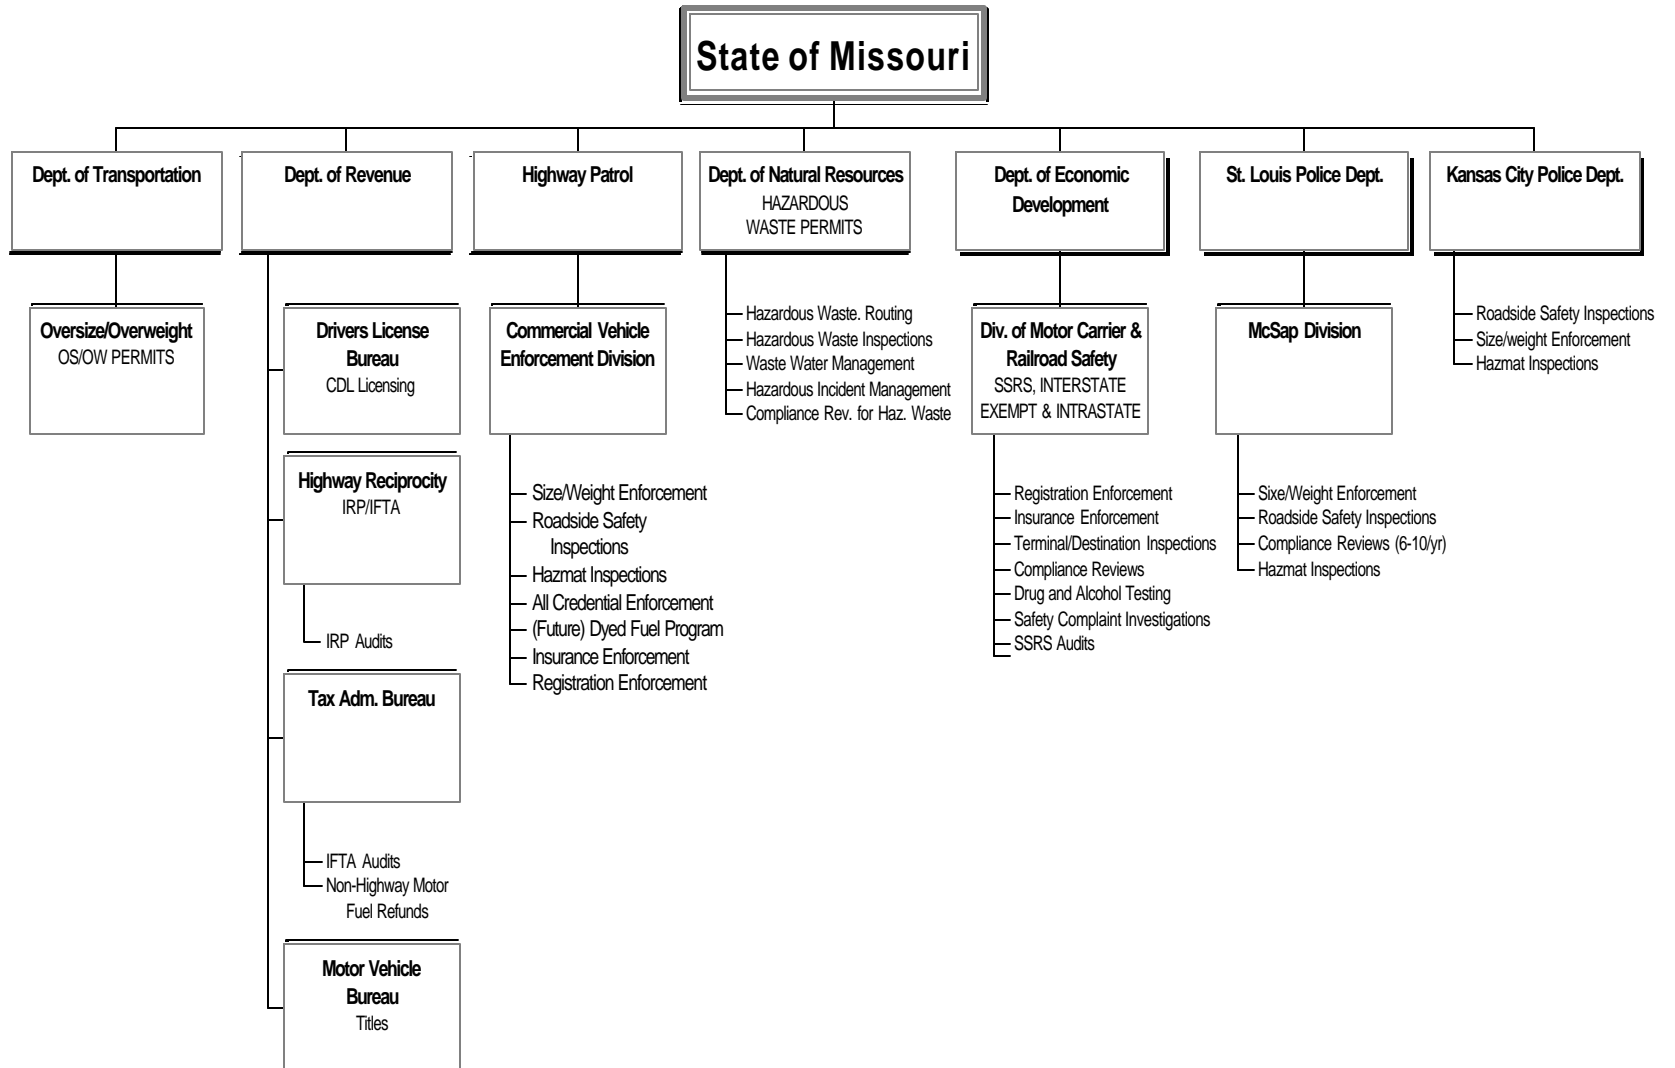 State of Missouri
Dept. of Transportation
Dept. of Revenue
Highway Patrol
Dept. of Natural Resources
HAZARDOUS
WASTE PERMITS
Dept. of Economic
Development
St. Louis Police Dept.
Kansas City Police Dept.
Oversize/Overweight
OS/OW PERMITS
Drivers License
Bureau
CDL Licensing
Highway Reciprocity
IRP/IFTA
IRP Audits
Tax Adm. Bureau
IFTA Audits
Non-Highway Motor
Fuel Refunds
Motor Vehicle
Bureau
Titles
Commercial Vehicle
Enforcement Division
Size/Weight Enforcement
Roadside Safety
Inspections
Hazmat Inspections
All Credential Enforcement
(Future) Dyed Fuel Program
Insurance Enforcement
Registration Enforcement
Hazardous Waste. Routing
Hazardous Waste Inspections
Waste Water Management
Hazardous Incident Management
Compliance Rev. for Haz. Waste
Div. of Motor Carrier &
Railroad Safety
SSRS, INTERSTATE
EXEMPT & INTRASTATE
Registration Enforcement
Insurance Enforcement
Terminal/Destination Inspections
Compliance Reviews
Drug and Alcohol Testing
Safety Complaint Investigations
SSRS Audits
McSap Division
Sixe/Weight Enforcement
Roadside Safety Inspections
Compliance Reviews (6-10/yr)
Hazmat Inspections
Roadside Safety Inspections
Size/weight Enforcement
Hazmat Inspections